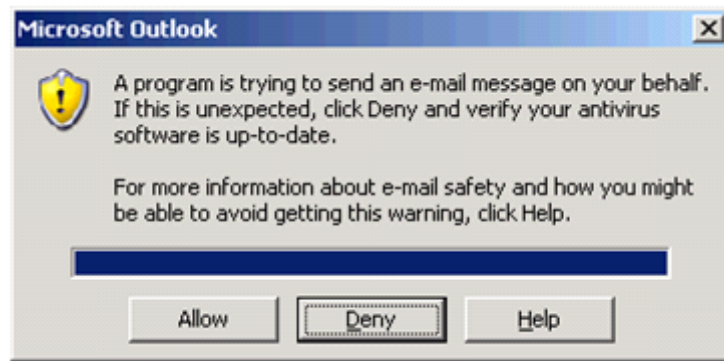 Microsoft Outlook
A program is trying to send an e-mail message on your behalf.
If this is unexpected, click Deny and verify your antivirus
software is up-to-date.
For more information about e-mail safety and how you might
be able to avoid getting this warning, click Help.
Allow Deny Help